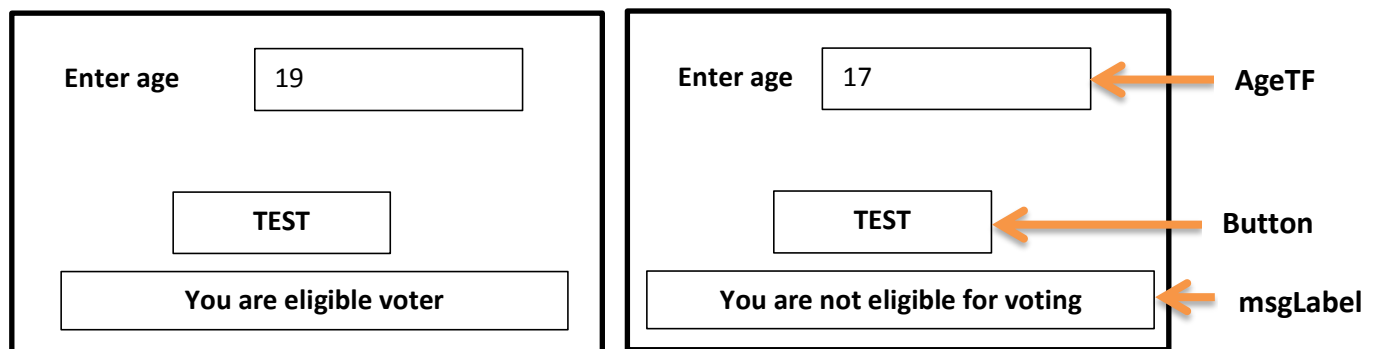 Enter age 19
TEST
You are eligible voter
Enter age 17 AgeTF
TEST Button
You are not eligible for voting msgLabel